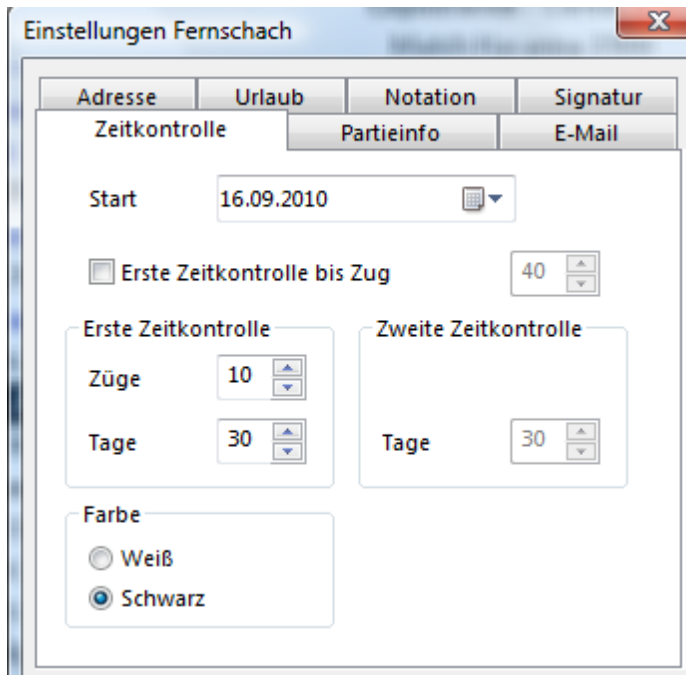 Einstellungen Fernschach
Adresse Urlaub Notation Signatur
Zeitkontrolle Partieinfo E-Mail
Start 16.09.2010
Erste Zeitkontrolle bis Zug 40
Erste Zeitkontrolle Zweite Zeitkontrolle
Züge 10
Tage 30 Tage 30
Farbe
Weiß
Schwarz